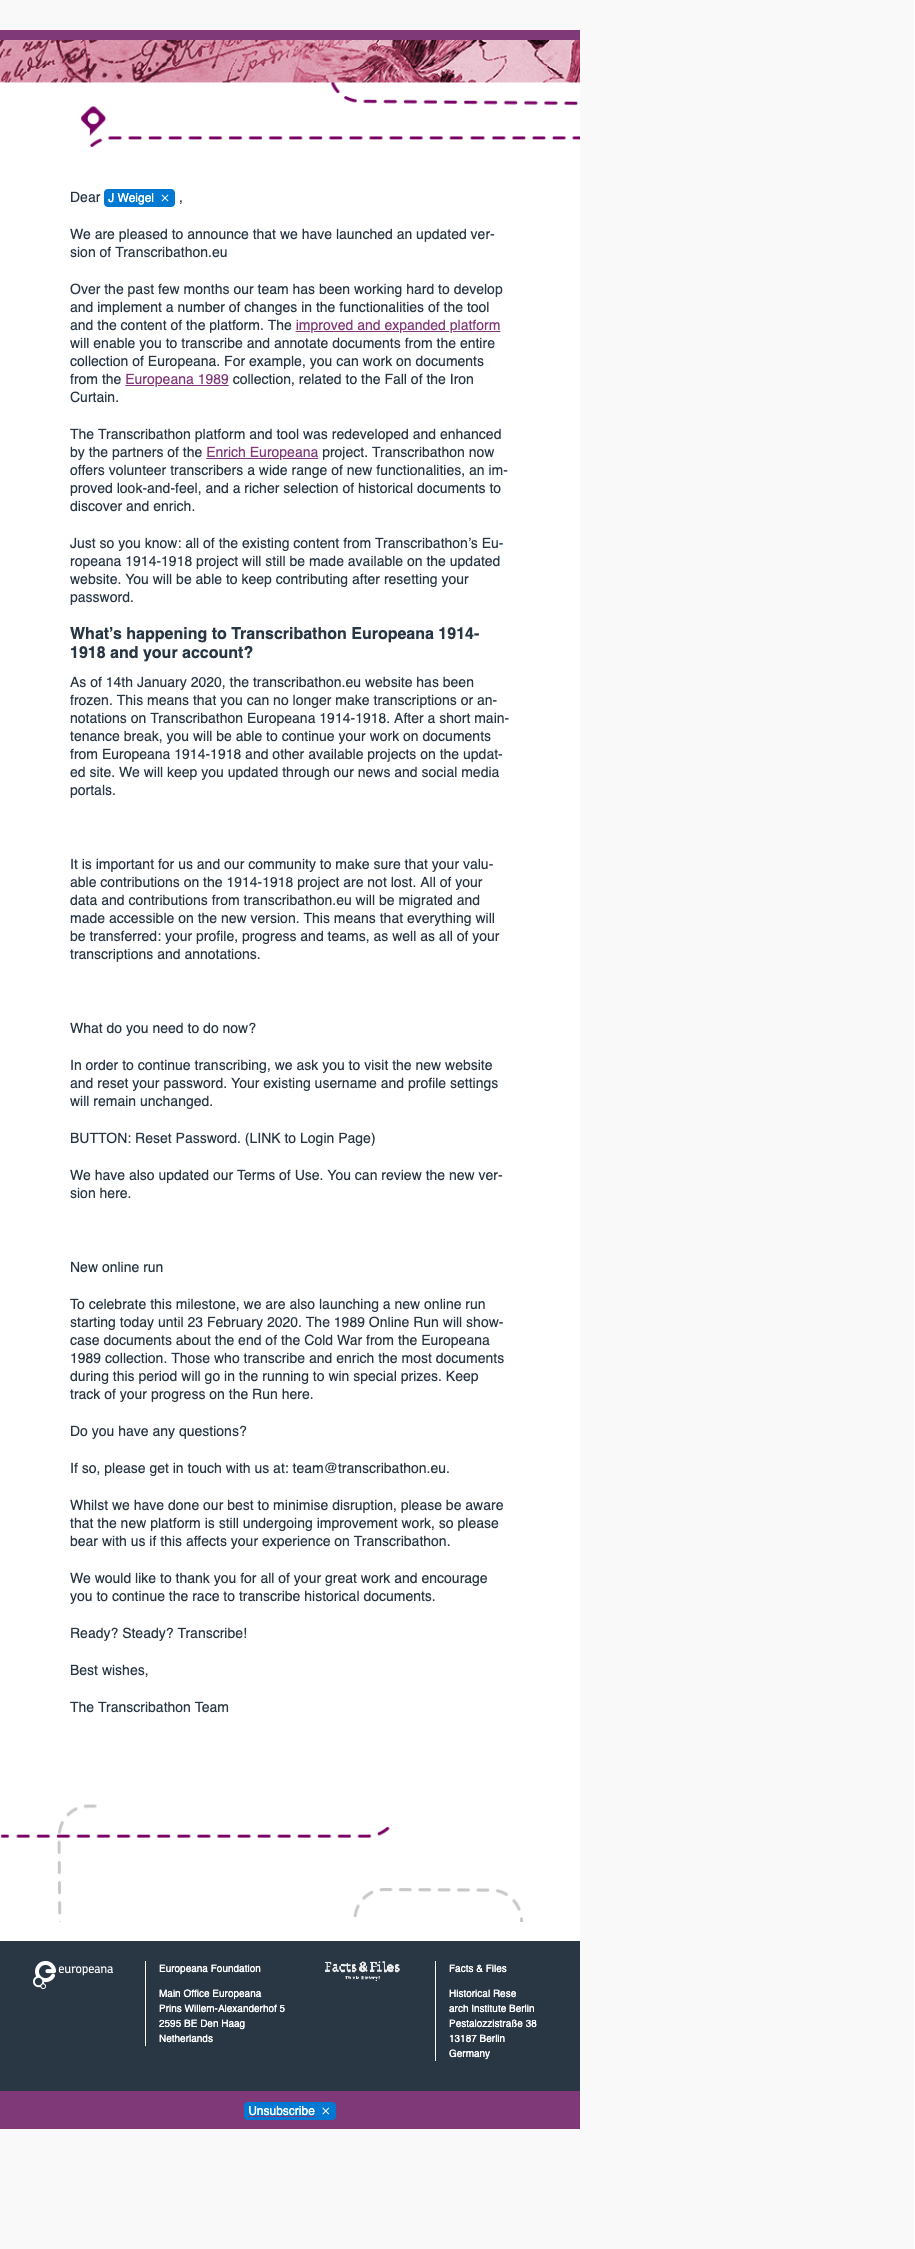 Dear J Weigel × ,
We are pleased to announce that we have launched an updated ver-
sion of Transcribathon.eu
Over the past few months our team has been working hard to develop
and implement a number of changes in the functionalities of the tool
and the content of the platform. The improved and expanded platform
will enable you to transcribe and annotate documents from the entire
collection of Europeana. For example, you can work on documents
from the Europeana 1989 collection, related to the Fall of the Iron
Curtain.
The Transcribathon platform and tool was redeveloped and enhanced
by the partners of the Enrich Europeana project. Transcribathon now
offers volunteer transcribers a wide range of new functionalities, an im-
proved look-and-feel, and a richer selection of historical documents to
discover and enrich.
Just so you know: all of the existing content from Transcribathon’s Eu-
ropeana 1914-1918 project will still be made available on the updated
website. You will be able to keep contributing after resetting your
password.
What’s happening to Transcribathon Europeana 1914-
1918 and your account?
As of 14th January 2020, the transcribathon.eu website has been
frozen. This means that you can no longer make transcriptions or an-
notations on Transcribathon Europeana 1914-1918. After a short main-
tenance break, you will be able to continue your work on documents
from Europeana 1914-1918 and other available projects on the updat-
ed site. We will keep you updated through our news and social media
portals.
It is important for us and our community to make sure that your valu-
able contributions on the 1914-1918 project are not lost. All of your
data and contributions from transcribathon.eu will be migrated and
made accessible on the new version. This means that everything will
be transferred: your profile, progress and teams, as well as all of your
transcriptions and annotations.
What do you need to do now?
In order to continue transcribing, we ask you to visit the new website
and reset your password. Your existing username and profile settings
will remain unchanged.
BUTTON: Reset Password. (LINK to Login Page)
We have also updated our Terms of Use. You can review the new ver-
sion here.
New online run
To celebrate this milestone, we are also launching a new online run
starting today until 23 February 2020. The 1989 Online Run will show-
case documents about the end of the Cold War from the Europeana
1989 collection. Those who transcribe and enrich the most documents
during this period will go in the running to win special prizes. Keep
track of your progress on the Run here.
Do you have any questions?
If so, please get in touch with us at: team@transcribathon.eu.
Whilst we have done our best to minimise disruption, please be aware
that the new platform is still undergoing improvement work, so please
bear with us if this affects your experience on Transcribathon.
We would like to thank you for all of your great work and encourage
you to continue the race to transcribe historical documents.
Ready? Steady? Transcribe!
Best wishes,
The Transcribathon Team
europeana
Europeana Foundation
Main Office Europeana
Prins Willem-Alexanderhof 5
2595 BE Den Haag
Netherlands
Facts & Files
Facts & Files
Historical Rese
arch Institute Berlin
Pestalozzistraße 38
13187 Berlin
Germany
Unsubscribe ×